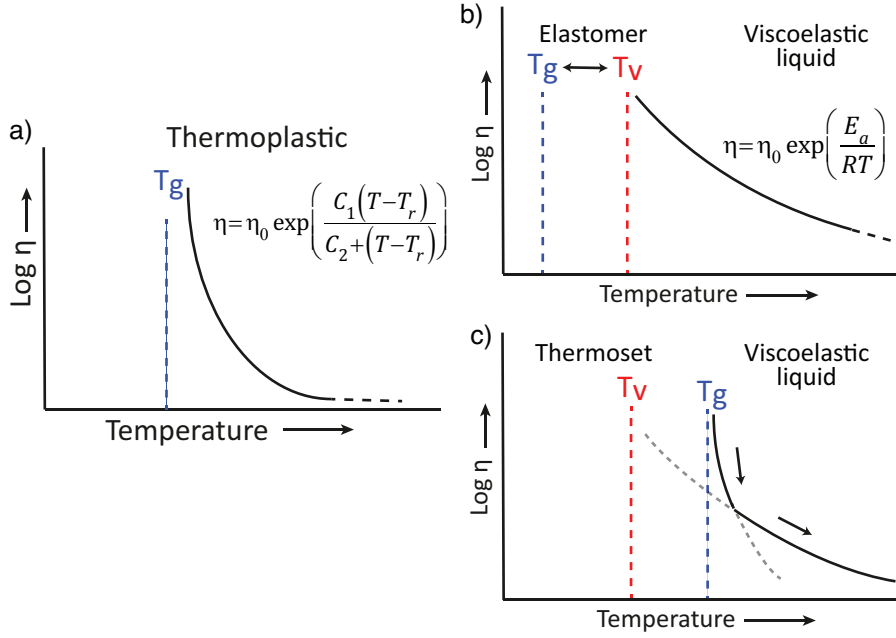 a)
Thermoplastic
Tg
η=η₀ exp(C₁(T−Tᵣ)/(C₂+(T−Tᵣ)))
Log η
Temperature
b)
Elastomer
Viscoelastic
liquid
Tg
Tv
η=η₀ exp(Eₐ/RT)
Log η
Temperature
c)
Thermoset
Viscoelastic
liquid
Tv
Tg
Log η
Temperature